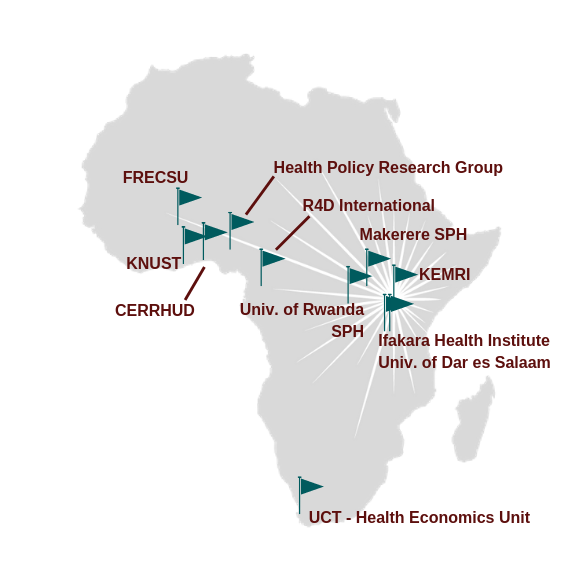 Health Policy Research Group
FRECSU
R4D International
Makerere SPH
KNUST
KEMRI
CERRHUD
Univ. of Rwanda
SPH
Ifakara Health Institute
Univ. of Dar es Salaam
UCT - Health Economics Unit